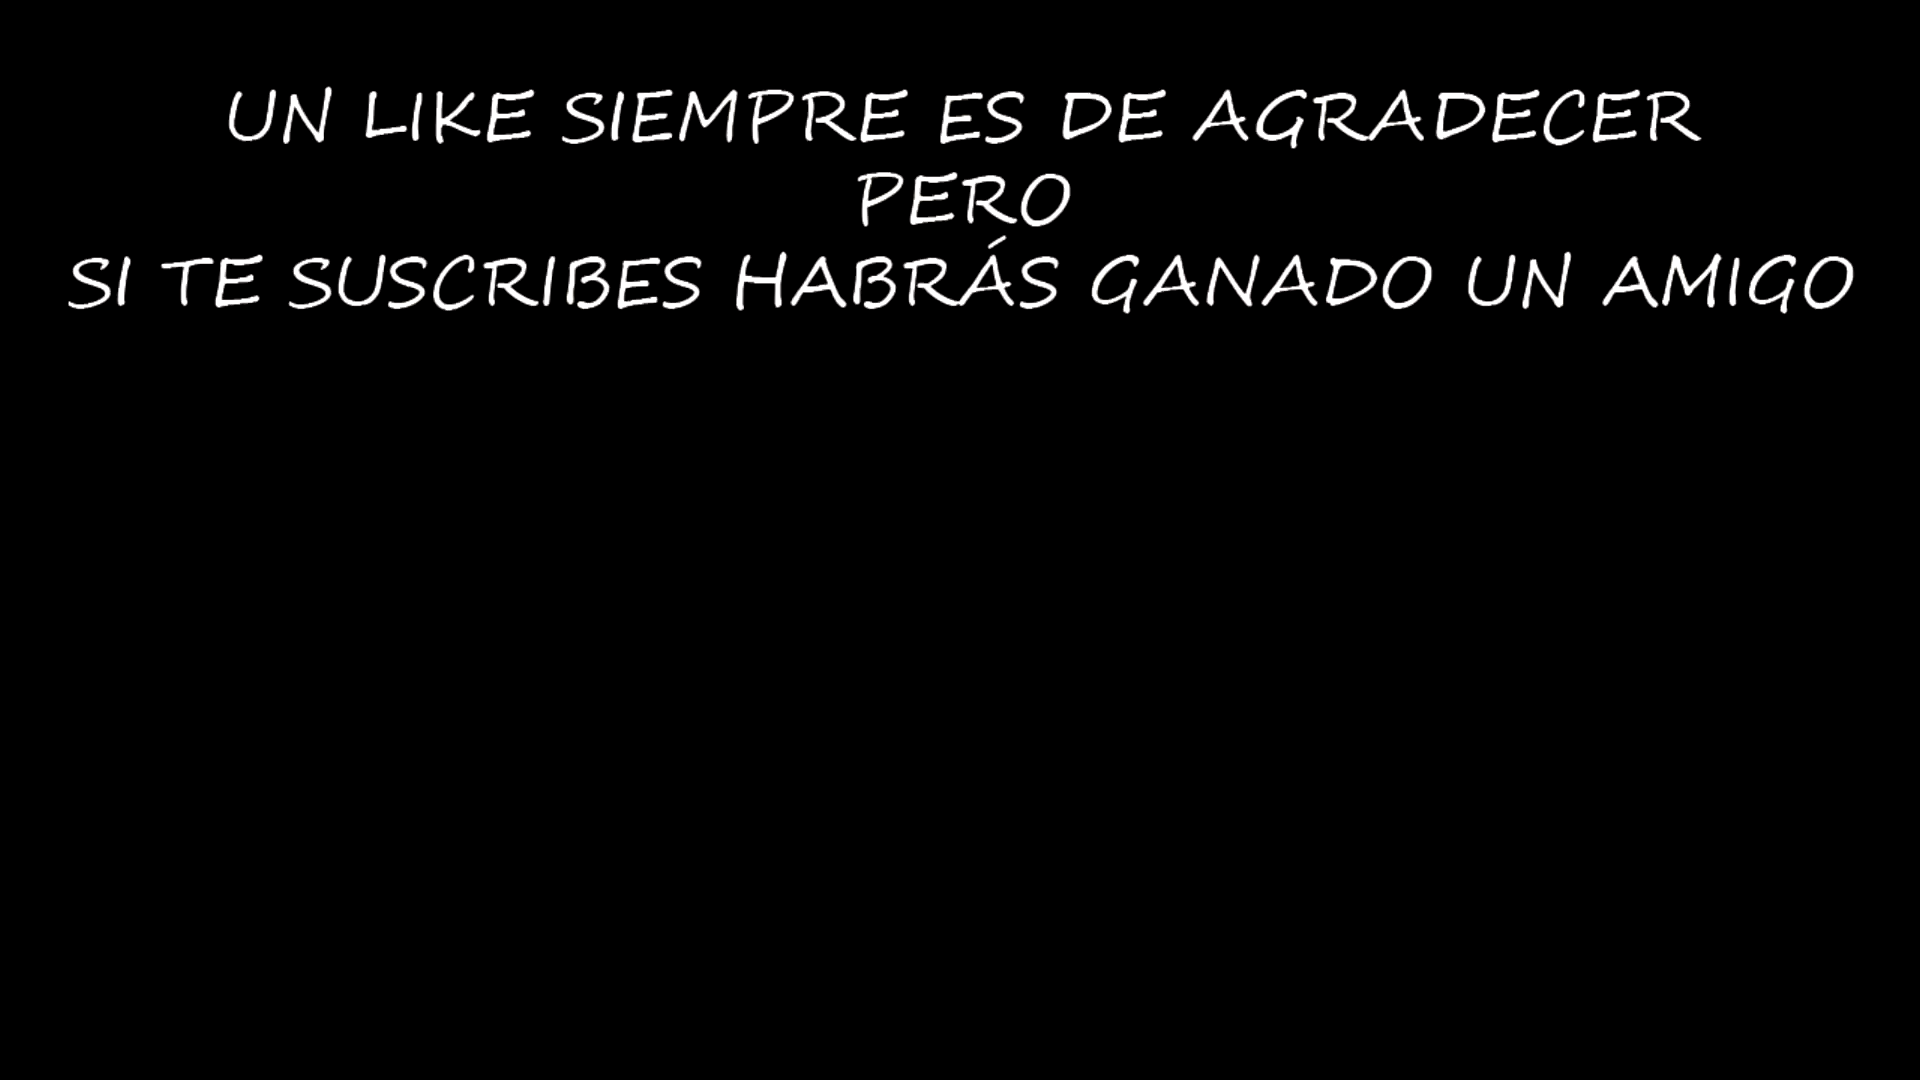 UN LIKE SIEMPRE ES DE AGRADECER
PERO
SI TE SUSCRIBES HABRÁS GANADO UN AMIGO